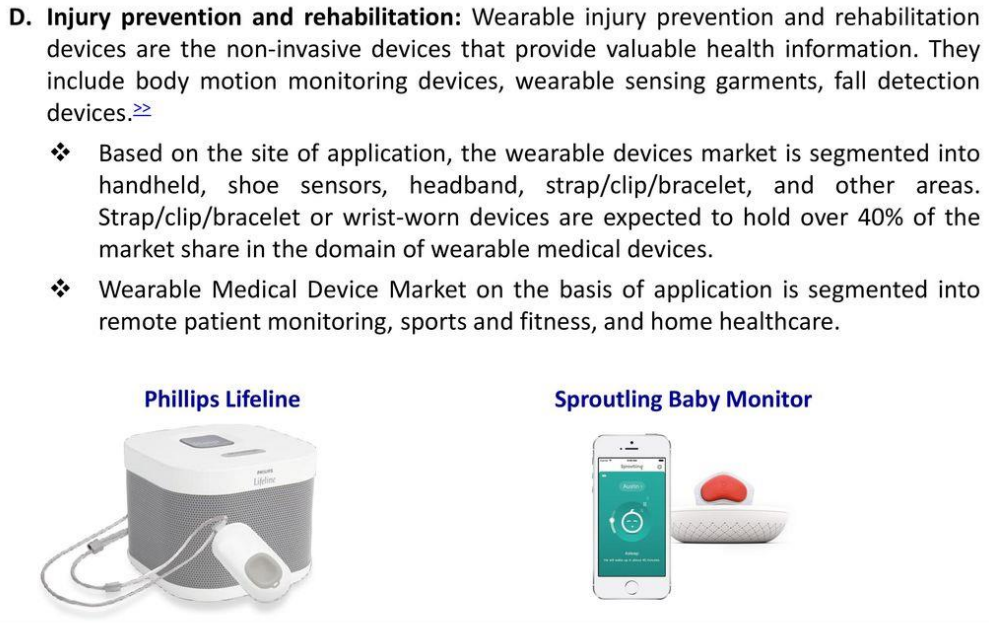 D. Injury prevention and rehabilitation: Wearable injury prevention and rehabilitation
devices are the non-invasive devices that provide valuable health information. They
include body motion monitoring devices, wearable sensing garments, fall detection
devices.>>
❖ Based on the site of application, the wearable devices market is segmented into
handheld, shoe sensors, headband, strap/clip/bracelet, and other areas.
Strap/clip/bracelet or wrist-worn devices are expected to hold over 40% of the
market share in the domain of wearable medical devices.
❖ Wearable Medical Device Market on the basis of application is segmented into
remote patient monitoring, sports and fitness, and home healthcare.
Phillips Lifeline
Sproutling Baby Monitor
PHILIPS
Lifeline
Sproutling
Austin
Asleep